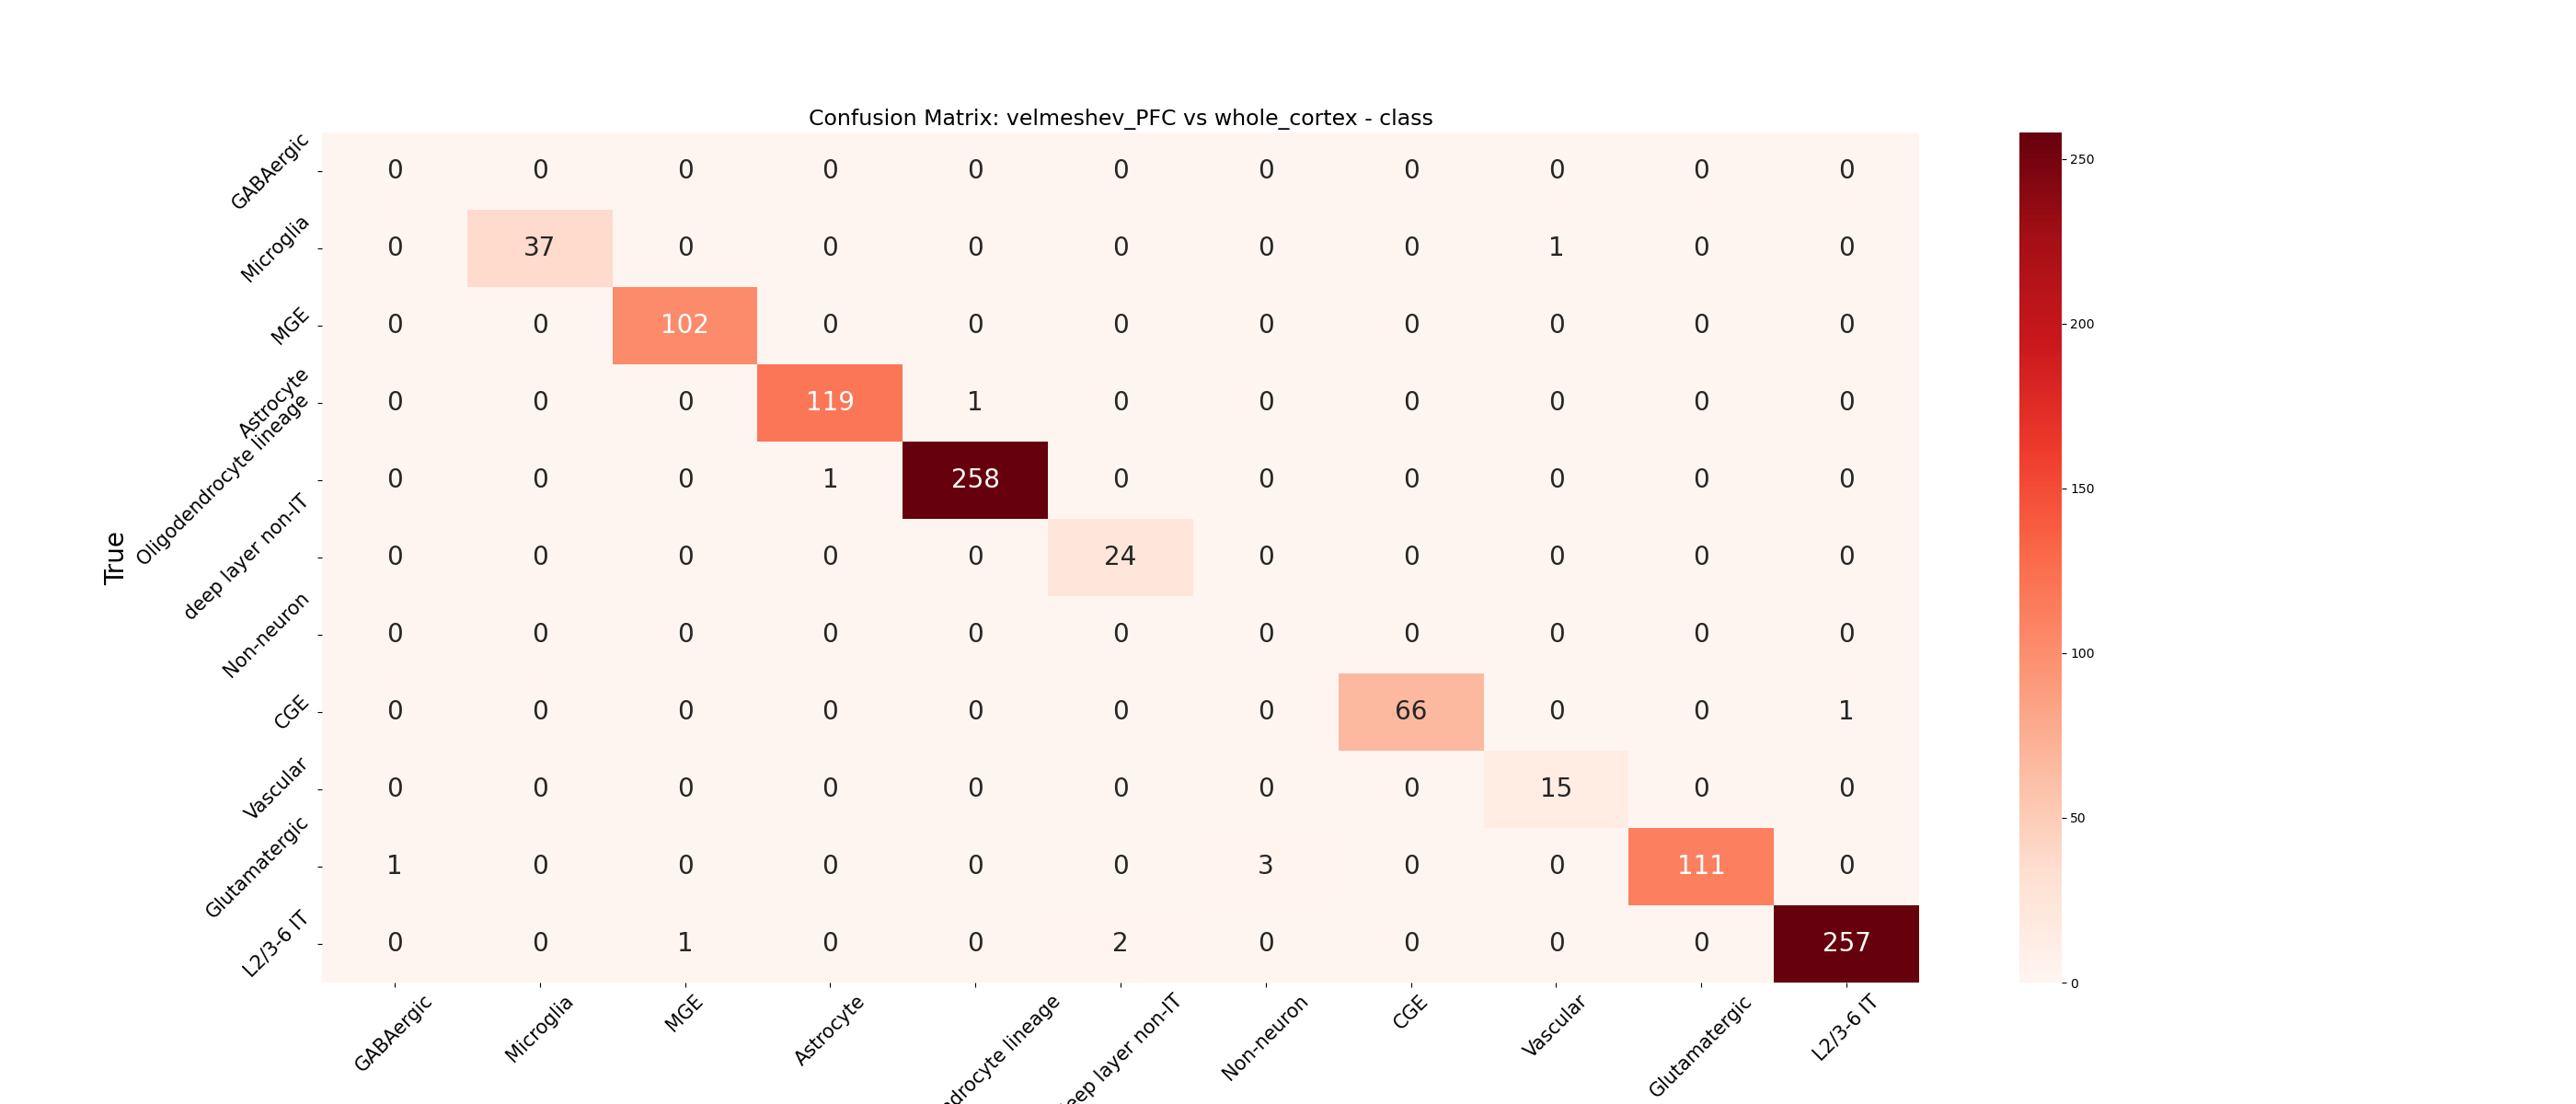 Confusion Matrix: velmeshev_PFC vs whole_cortex - class
True
GABAergic 0 0 0 0 0 0 0 0 0 0 0
Microglia 0 37 0 0 0 0 0 0 1 0 0
MGE 0 0 102 0 0 0 0 0 0 0 0
Astrocyte 0 0 0 119 1 0 0 0 0 0 0
Oligodendrocyte lineage 0 0 0 1 258 0 0 0 0 0 0
deep layer non-IT 0 0 0 0 0 24 0 0 0 0 0
Non-neuron 0 0 0 0 0 0 0 0 0 0 0
CGE 0 0 0 0 0 0 0 66 0 0 1
Vascular 0 0 0 0 0 0 0 0 15 0 0
Glutamatergic 1 0 0 0 0 0 3 0 0 111 0
L2/3-6 IT 0 0 1 0 0 2 0 0 0 0 257
GABAergic Microglia MGE Astrocyte lineage layer non-IT Non-neuron CGE Vascular Glutamatergic L2/3-6 IT
250
200
150
100
50
0